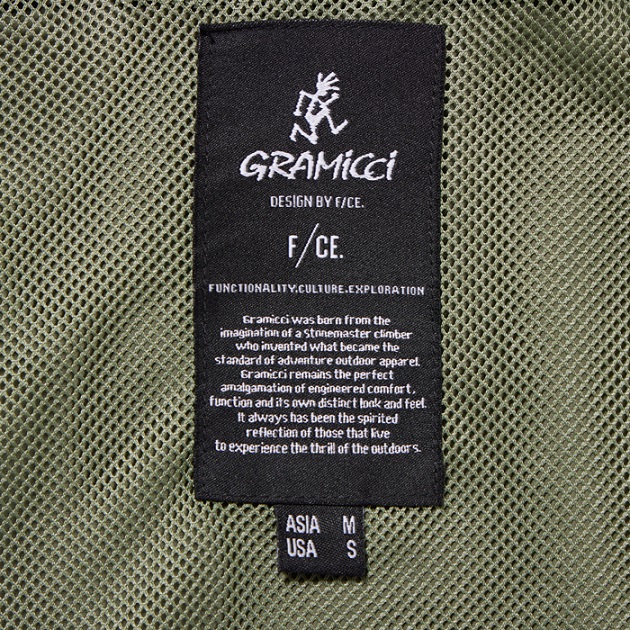 GRAMiCCi
DESIGN BY F/CE.
F/CE.
FUNCTIONALITY.CULTURE.EXPLORATION
Gramicci was born from the
imagination of a Stonemaster climber
who invented what became the
standard of adventure outdoor apparel.
Gramicci remains the perfect
amalgamation of engineered comfort,
function and its own distinct look and feel.
It always has been the spirited
reflection of those that live
to experience the thrill of the outdoors.
ASIA M
USA S